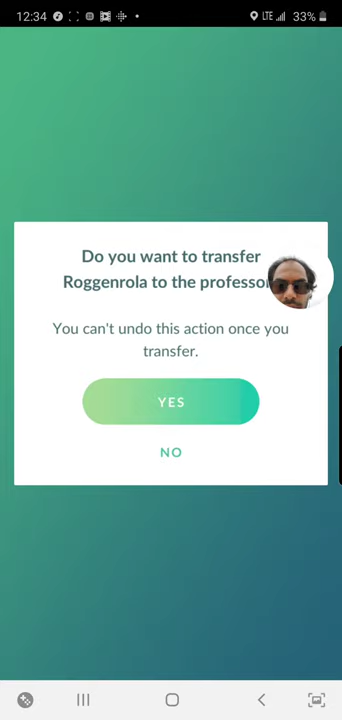 12:34
LTE
33%
Do you want to transfer
Roggenrola to the professor
You can't undo this action once you
transfer.
YES
NO